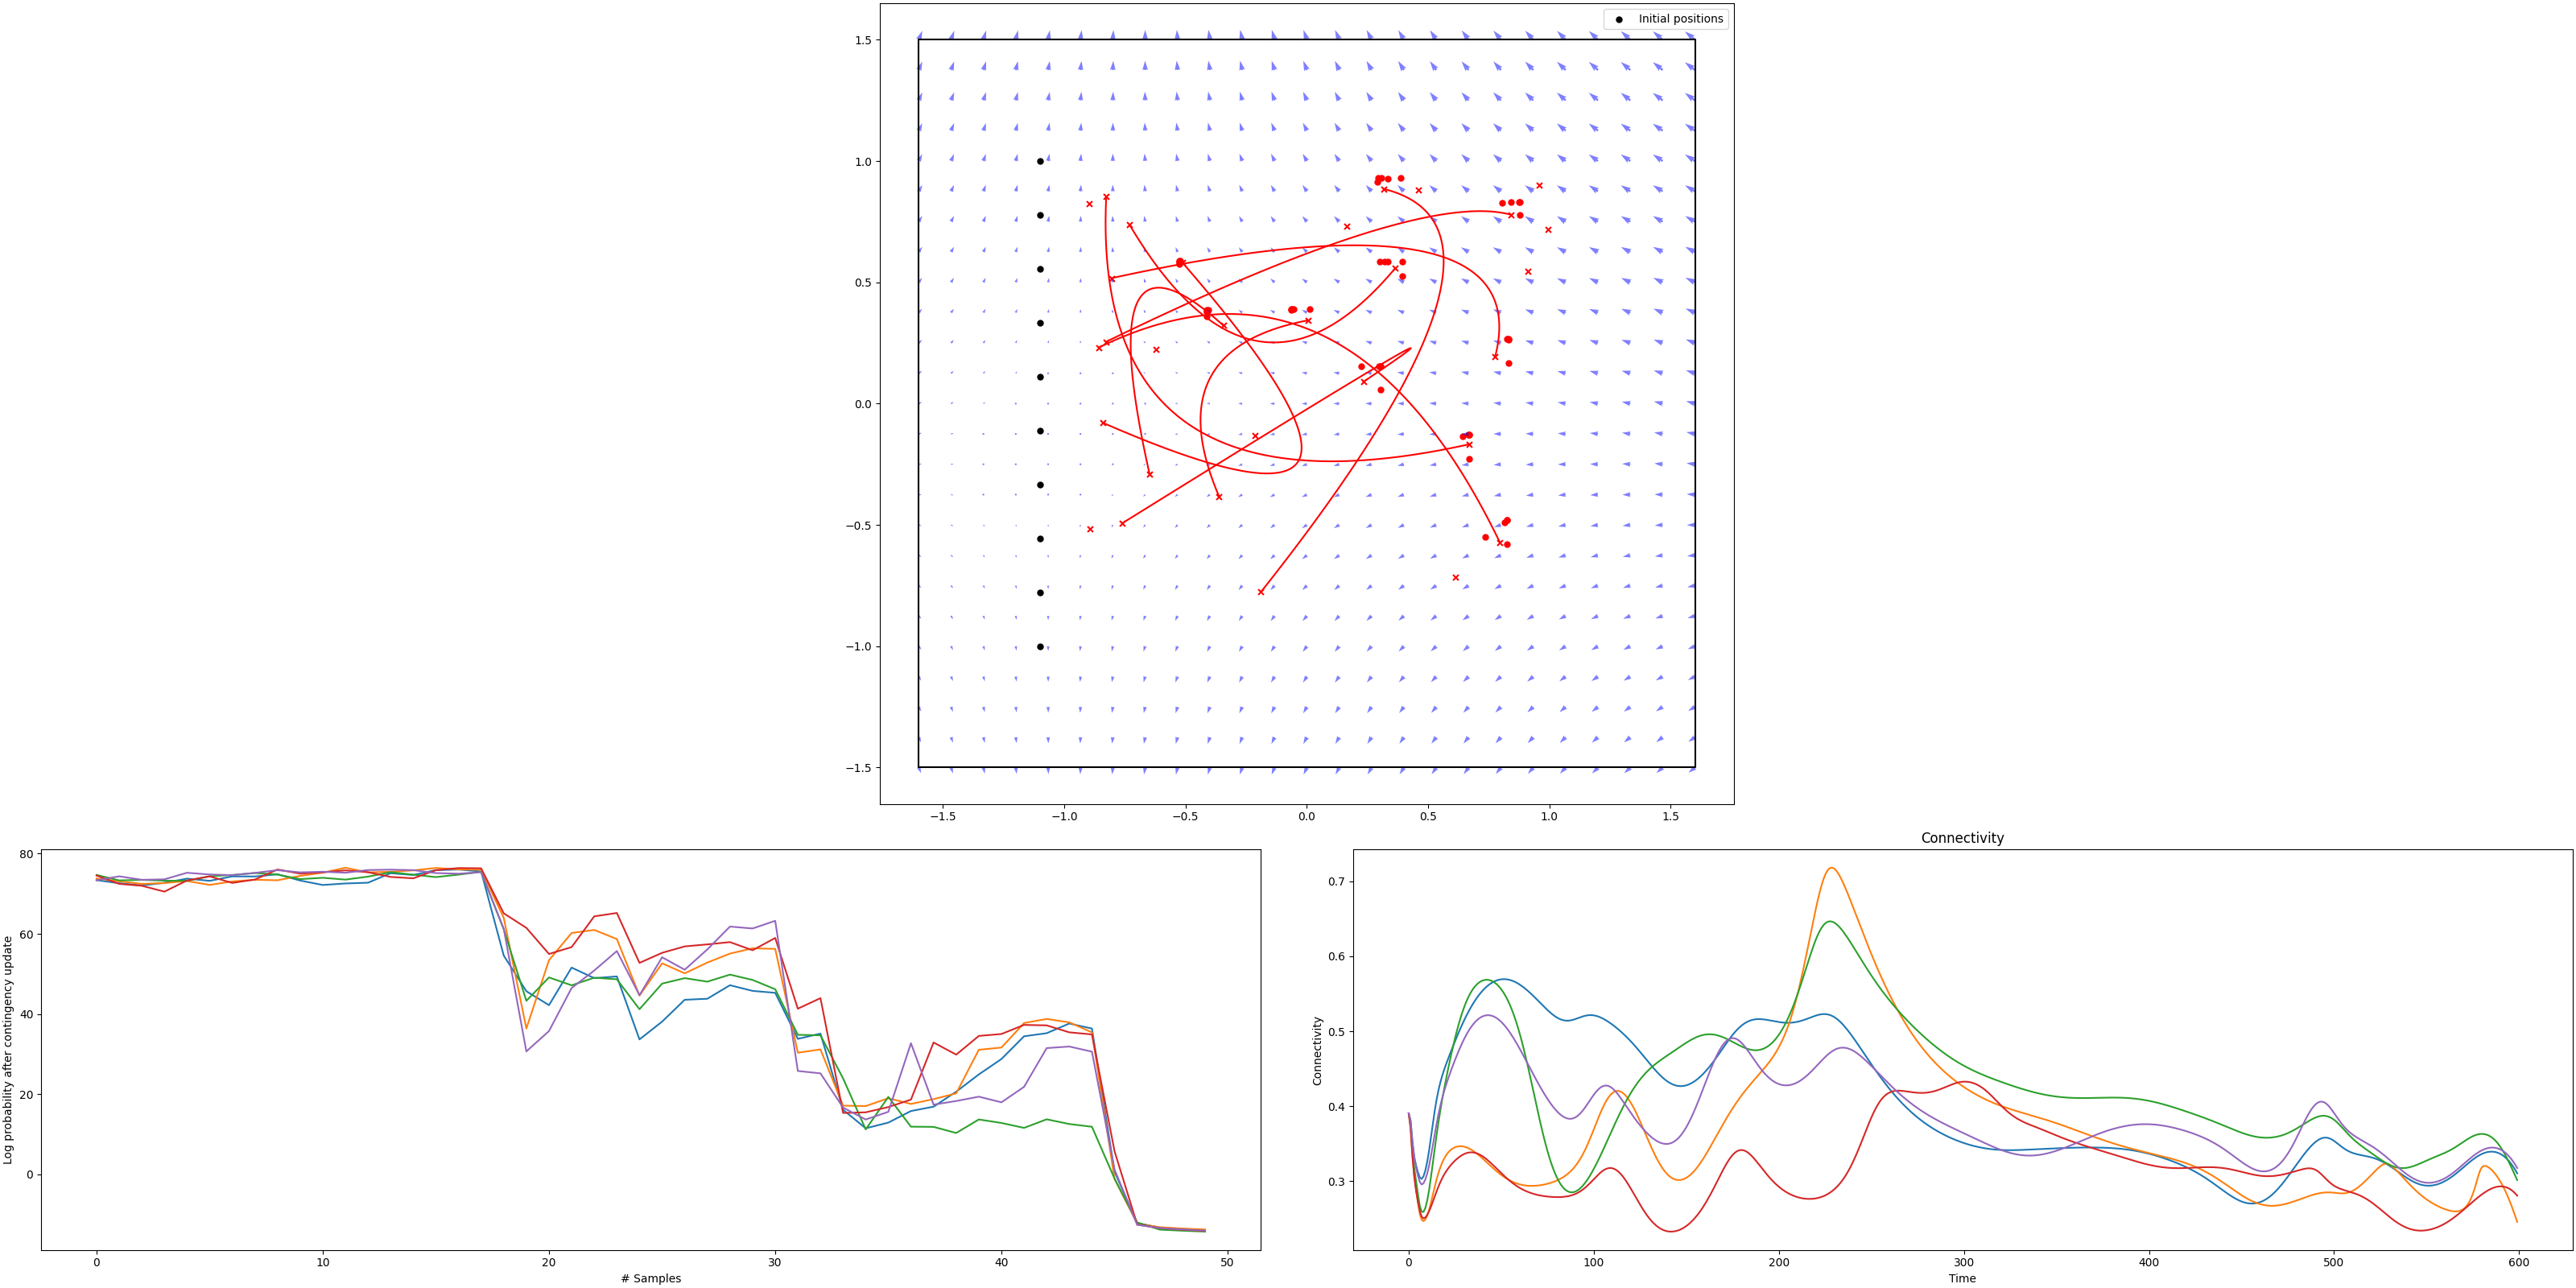 Initial positions
1.5
1.0
0.5
0.0
−0.5
−1.0
−1.5
−1.5 −1.0 −0.5 0.0 0.5 1.0 1.5
Log probability after contingency update
80
60
40
20
0
0 10 20 30 40 50
# Samples
Connectivity
Connectivity
0.7
0.6
0.5
0.4
0.3
0 100 200 300 400 500 600
Time